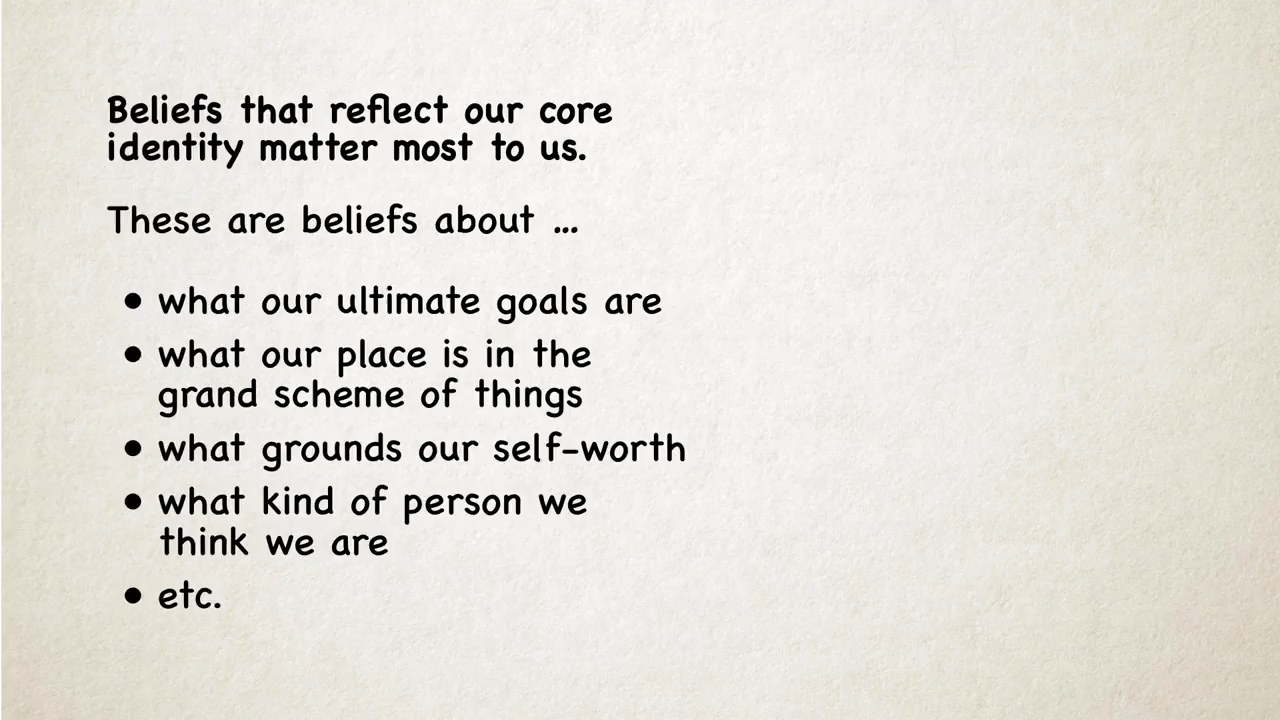 Beliefs that reflect our core
identity matter most to us.
These are beliefs about ...
• what our ultimate goals are
• what our place is in the
grand scheme of things
• what grounds our self-worth
• what kind of person we
think we are
• etc.